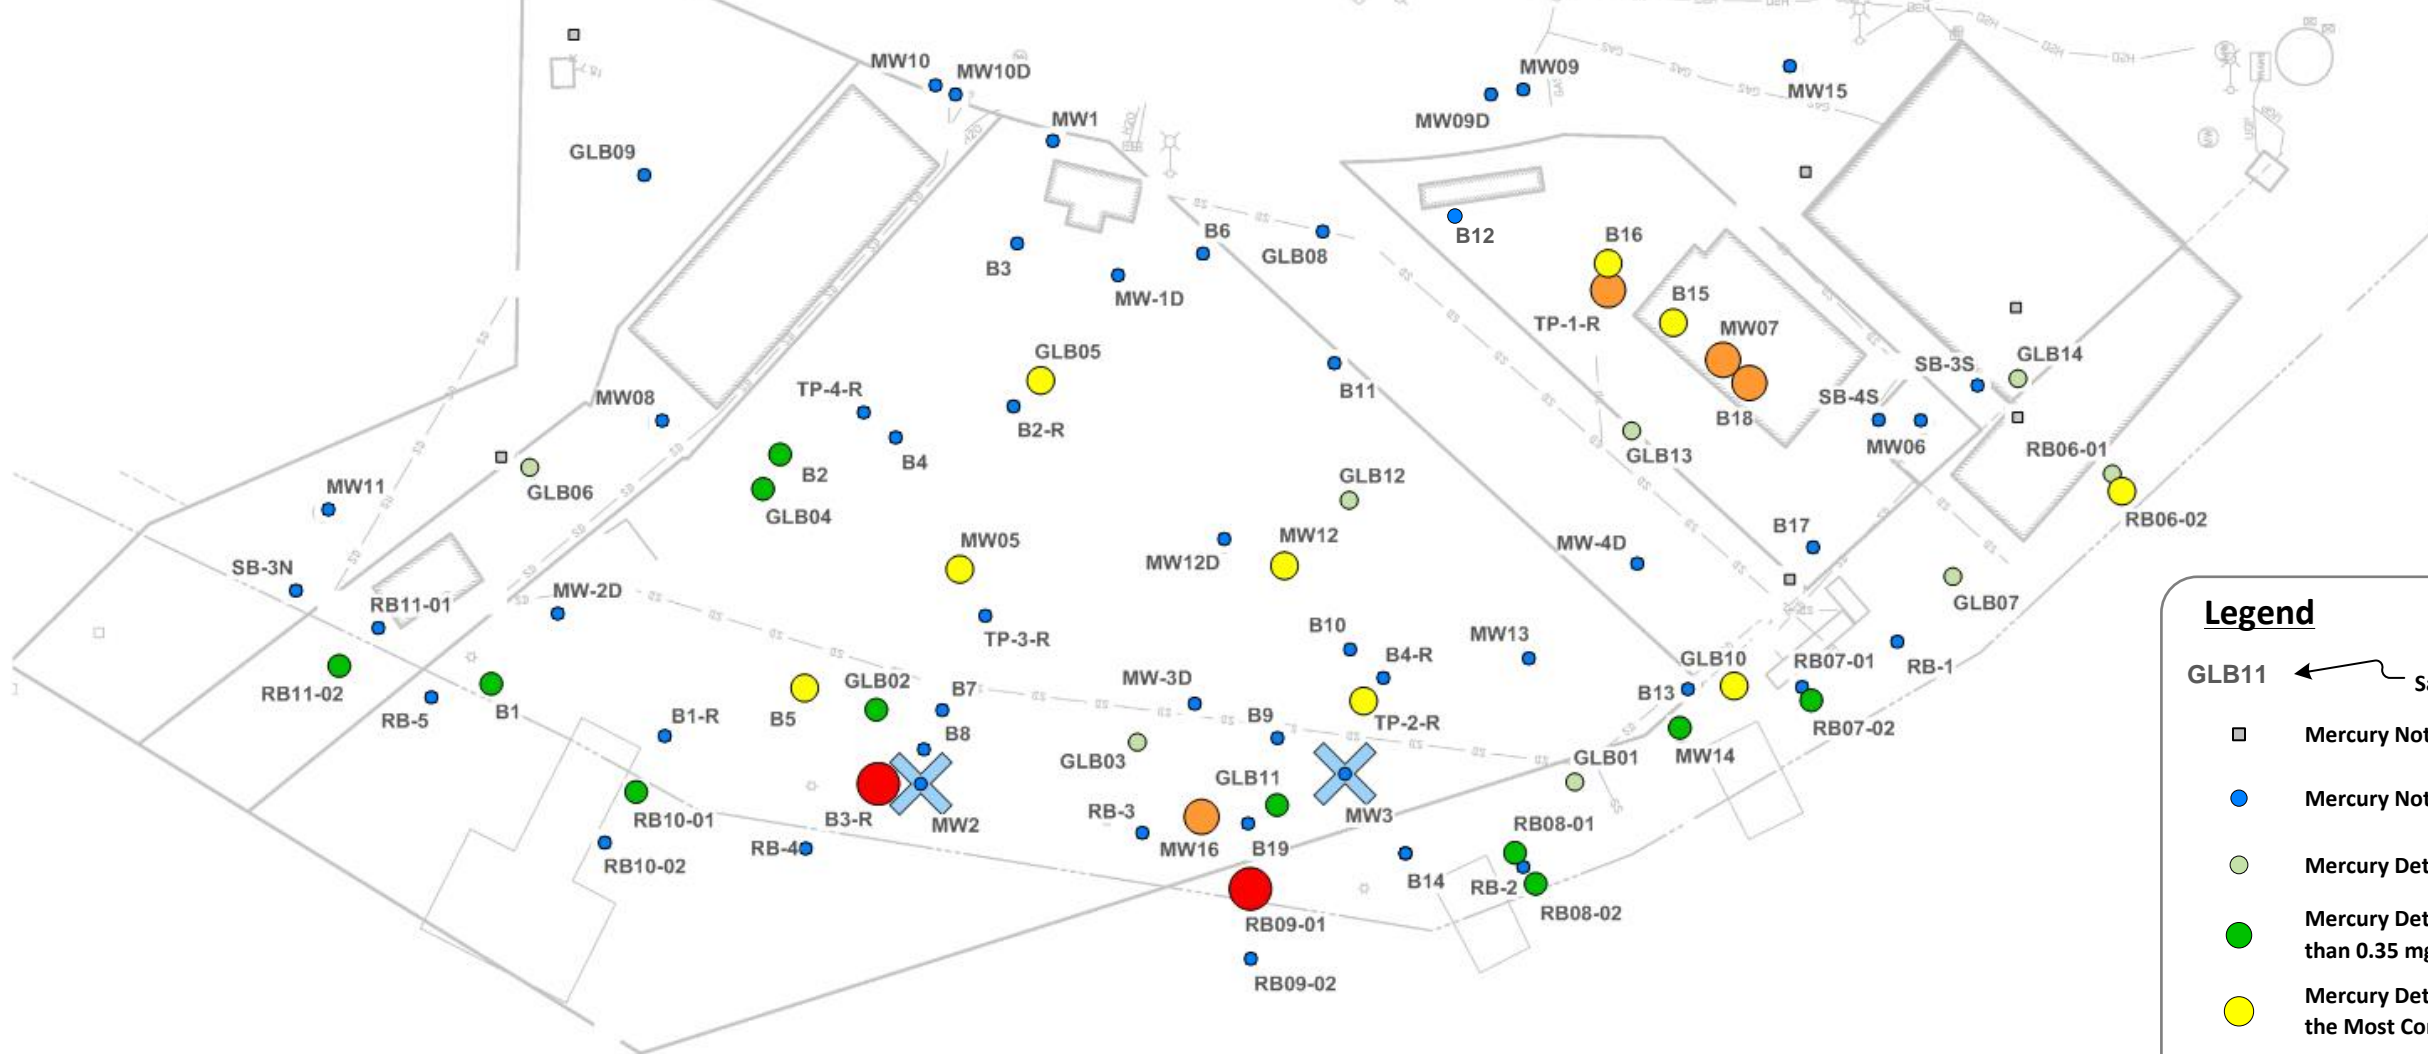 MW10
MW10D
MW1
MW09
MW09D
MW15
GLB09
B3
MW-1D
B6
GLB08
B12
B16
TP-1-R
B15
MW07
B18
GLB05
B2-R
TP-4-R
B4
MW08
B11
SB-3S
GLB14
SB-4S
MW06
B2
GLB04
GLB06
MW11
GLB13
GLB12
RB06-01
RB06-02
MW05
MW12D
MW12
MW-4D
B17
GLB07
SB-3N
RB11-01
MW-2D
TP-3-R
B10
B4-R
MW13
GLB10
RB07-01
RB-1
RB11-02
RB-5
B1
B1-R
B5
GLB02
B7
B8
MW-3D
B9
TP-2-R
B13
MW14
RB07-02
GLB03
GLB11
GLB01
RB10-01
RB10-02
RB-4
B3-R
MW2
RB-3
MW16
B19
MW3
RB08-01
B14
RB-2
RB08-02
RB09-01
RB09-02
Legend
GLB11
Sa
Mercury Not
Mercury Not
Mercury Det
Mercury Det
than 0.35 mg
Mercury Det
the Most Cor